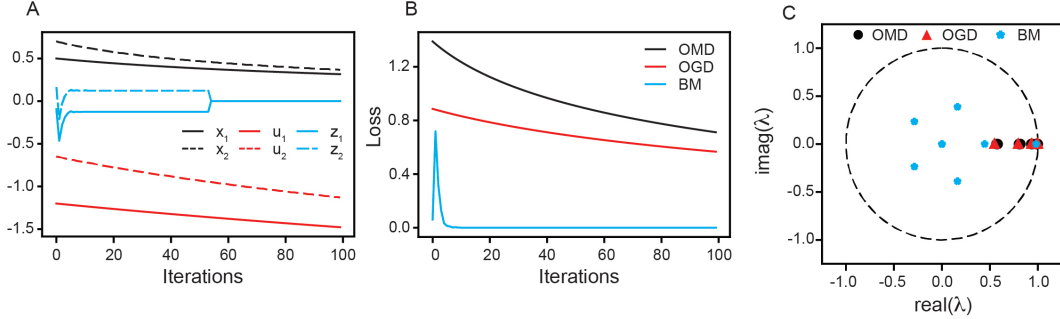 A
0.5
0.0
-0.5
-1.0
-1.5
x₁ u₁ z₁
x₂ u₂ z₂
0 20 40 60 80 100
Iterations
B
Loss
1.2
0.8
0.4
0.0
OMD
OGD
BM
0 20 40 60 80 100
Iterations
C
OMD OGD BM
imag(λ)
1.0
0.5
0.0
-0.5
-1.0
-1.0 -0.5 0.0 0.5 1.0
real(λ)